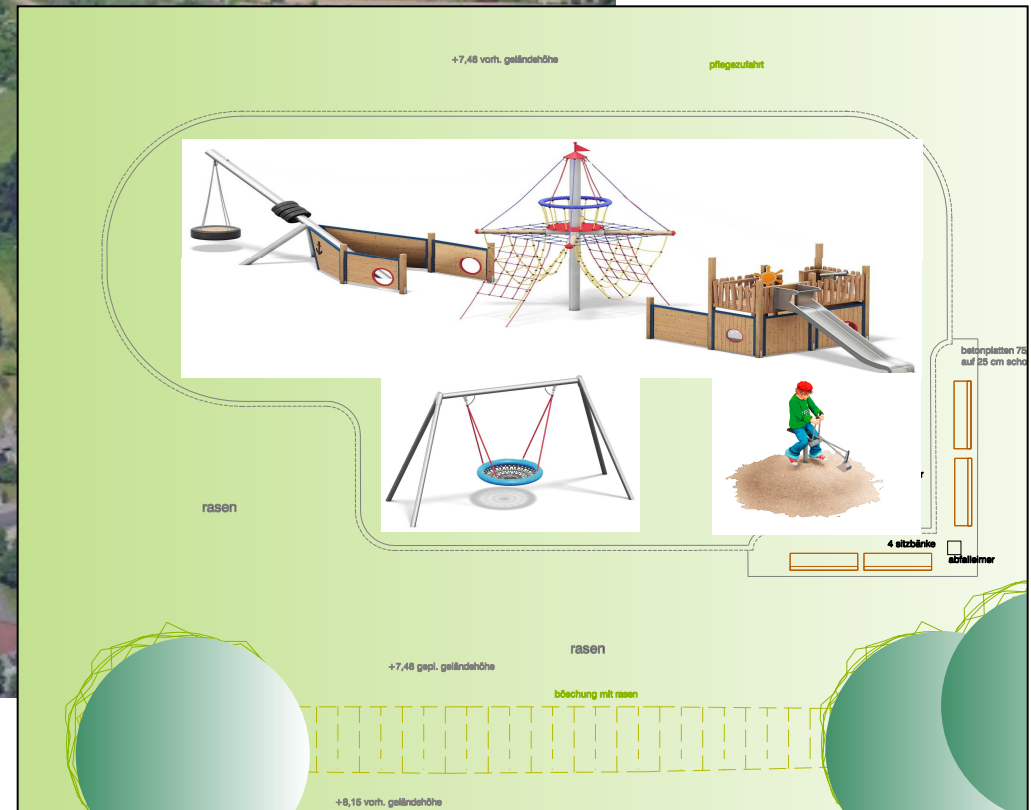 +7,48 vorh. geländehöhe
pflegezufahrt
betonplatten 75
auf 25 cm scho
r
rasen
4 sitzbänke
abfalleimer
rasen
+7,48 gepl. geländehöhe
böschung mit rasen
+8,15 vorh. geländehöhe